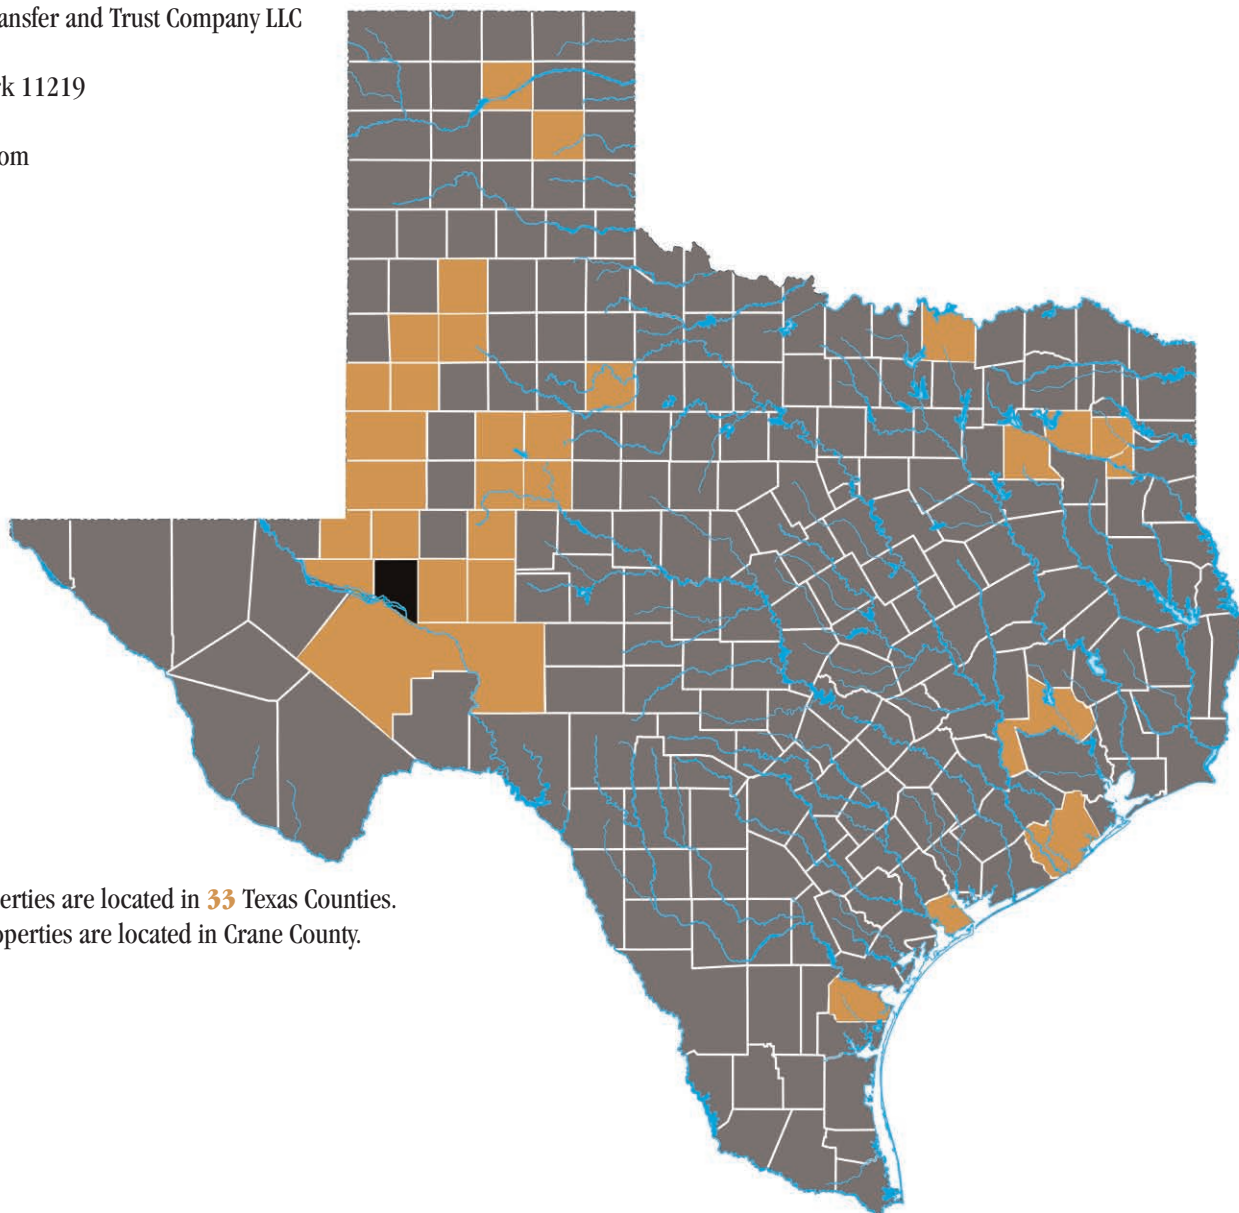 ansfer and Trust Company LLC
k 11219
om
erties are located in 33 Texas Counties.
operties are located in Crane County.